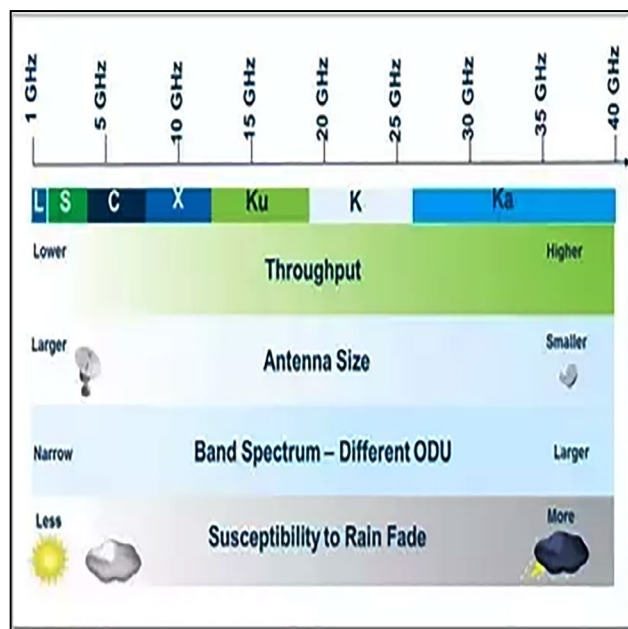 1 GHz
5 GHz
10 GHz
15 GHz
20 GHz
25 GHz
30 GHz
35 GHz
40 GHz
L S C X Ku K Ka
Lower Throughput Higher
Larger Antenna Size Smaller
Narrow Band Spectrum – Different ODU Larger
Less Susceptibility to Rain Fade More